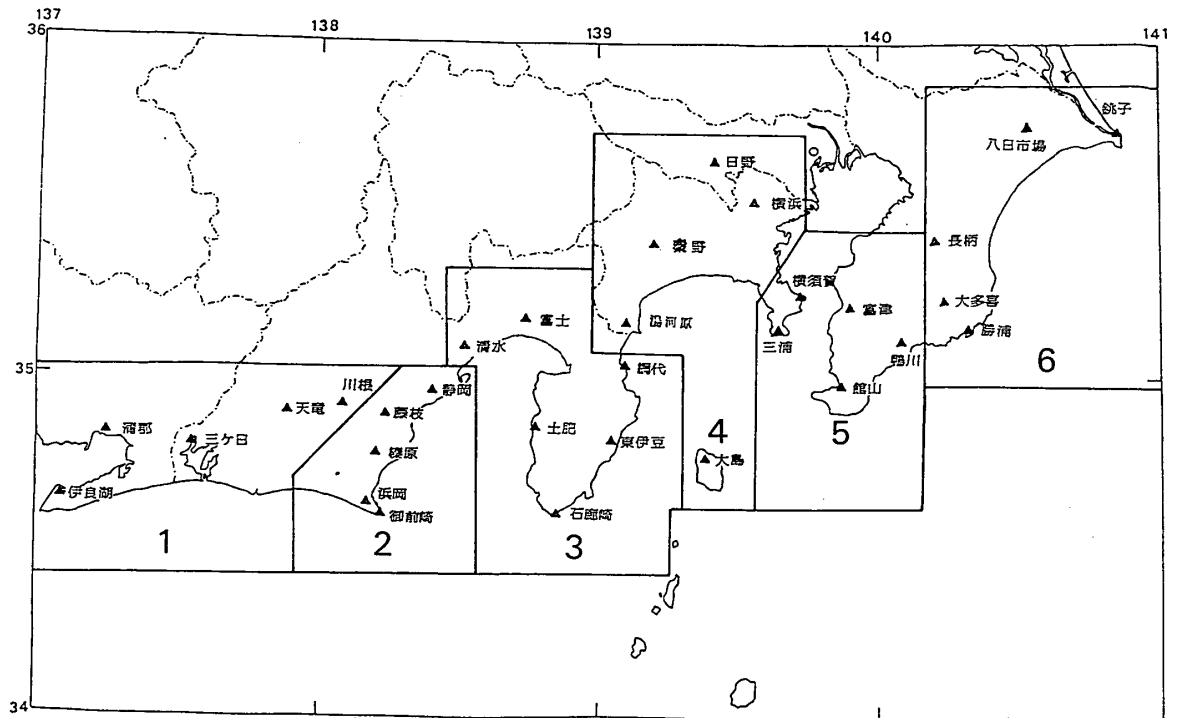 137
138
139
140
141
36
銚子
八日市場
日野
横浜
長柄
秦野
横須賀
大多喜
富津
富士
湯河原
勝浦
三浦
鴨川
清水
35
網代
6
川根
静岡
館山
天竜
藤枝
4
5
蒲郡
三ケ日
土肥
東伊豆
榛原
大島
伊良湖
浜岡
御前崎
石廊崎
1
2
3
34